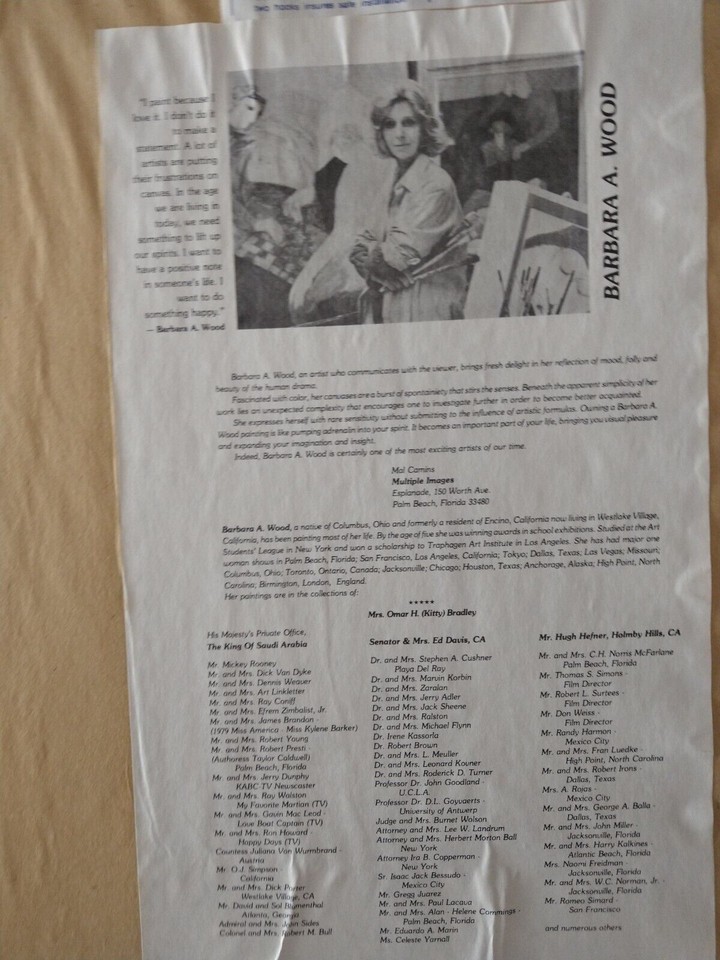 Two hooks insures safe
"I paint because I
love it. I don't do it
to make a
statement. A lot of
artists are putting
their frustrations on
canvas. In the age
we are living in
today, we need
something to lift up
our spirits. I want to
have a positive note
in someone's life. I
want to do
something happy."
— Barbara A. Wood
BARBARA A. WOOD
Barbara A. Wood, an artist who communicates with the viewer, brings fresh delight in her reflection of mood, folly and
beauty of the human drama.
Fascinated with color, her canvases are a burst of spontaniety that stirs the senses. Beneath the apparent simplicity of her
work lies an unexpected complexity that encourages one to investigate further in order to become better acquainted.
She expresses herself with rare sensitivity without submitting to the influence of artistic formulas. Owning a Barbara A.
Wood painting is like pumping adrenalin into your spirit. It becomes an important part of your life, bringing you visual pleasure
and expanding your imagination and insight.
Indeed, Barbara A. Wood is certainly one of the most exciting artists of our time.
Mal Camins
Multiple Images
Esplanade, 150 Worth Ave.
Palm Beach, Florida 33480
Barbara A. Wood, a native of Columbus, Ohio and formerly a resident of Encino, California now living in Westlake Village,
California, has been painting most of her life. By the age of five she was winning awards in school exhibitions. Studied at the Art
Students' League in New York and won a scholarship to Traphagen Art Institute in Los Angeles. She has had major one
woman shows in Palm Beach, Florida; San Francisco, Los Angeles, California; Tokyo; Dallas, Texas; Las Vegas; Missouri;
Columbus, Ohio; Toronto, Ontario, Canada; Jacksonville; Chicago; Houston, Texas; Anchorage, Alaska; High Point, North
Carolina; Birmington, London, England.
Her paintings are in the collections of:
*****
Mrs. Omar H. (Kitty) Bradley
His Majesty's Private Office,
The King Of Saudi Arabia
Mr. Mickey Rooney
Mr. and Mrs. Dick Van Dyke
Mr. and Mrs. Dennis Weaver
Mr. and Mrs. Art Linkletter
Mr. and Mrs. Ray Coniff
Mr. and Mrs. Efrem Zimbalist, Jr.
Mr. and Mrs. James Brandon -
(1979 Miss America - Miss Kylene Barker)
Mr. and Mrs. Robert Young
Mr. and Mrs. Robert Presti -
(Authoress Taylor Caldwell)
Palm Beach, Florida
Mr. and Mrs. Jerry Dunphy
KABC-TV Newscaster
Mr. and Mrs. Ray Walston
My Favorite Martian (TV)
Mr. and Mrs. Gavin Mac Leod -
Love Boat Captain (TV)
Mr. and Mrs. Ron Howard -
Happy Days (TV)
Countess Juliana Von Wurmbrand -
Austria
Mr. O.J. Simpson -
California
Mr. and Mrs. Dick Porter
Westlake Village, CA
Mr. David and Sol Blumenthal
Atlanta, Georgia
Admiral and Mrs. John Sides
Colonel and Mrs. Robert M. Bull
Senator & Mrs. Ed Davis, CA
Dr. and Mrs. Stephen A. Cushner
Playa Del Ray
Dr. and Mrs. Marvin Korbin
Dr. and Mrs. Zaralan
Dr. and Mrs. Jerry Adler
Dr. and Mrs. Jack Sheene
Dr. and Mrs. Ralston
Dr. and Mrs. Michael Flynn
Dr. Irene Kassorla
Dr. Robert Brown
Dr. and Mrs. L. Meuller
Dr. and Mrs. Leonard Kovner
Dr. and Mrs. Roderick D. Turner
Professor Dr. John Goodland -
U.C.L.A.
Professor Dr. D.L. Goyvaerts -
University of Antwerp
Judge and Mrs. Burnet Wolson
Attorney and Mrs. Lee W. Landrum
Attorney and Mrs. Herbert Morton Ball
New York
Attorney Ira B. Copperman -
New York
Sr. Isaac Jack Bessudo -
Mexico City
Mr. Gregg Juarez
Mr. and Mrs. Paul Lacava
Mr. and Mrs. Alan - Helene Cummings -
Palm Beach, Florida
Mr. Eduardo A. Marin
Ms. Celeste Yarnall
Mr. Hugh Hefner, Holmby Hills, CA
Mr. and Mrs. C.H. Norris McFarlane
Palm Beach, Florida
Mr. Thomas S. Simons -
Film Director
Mr. Robert L. Surtees -
Film Director
Mr. Don Weiss -
Film Director
Mr. Randy Harmon -
Mexico City
Mr. and Mrs. Fran Luedke -
High Point, North Carolina
Mr. and Mrs. Robert Irons -
Dallas, Texas
Mrs. A. Rojas -
Mexico City
Mr. and Mrs. George A. Balla -
Dallas, Texas
Mr. and Mrs. John Miller -
Jacksonville, Florida
Mr. and Mrs. Harry Kalkines -
Atlantic Beach, Florida
Mrs. Naomi Freidman -
Jacksonville, Florida
Mr. and Mrs. W.C. Norman, Jr. -
Jacksonville, Florida
Mr. Romeo Simard -
San Francisco
and numerous others